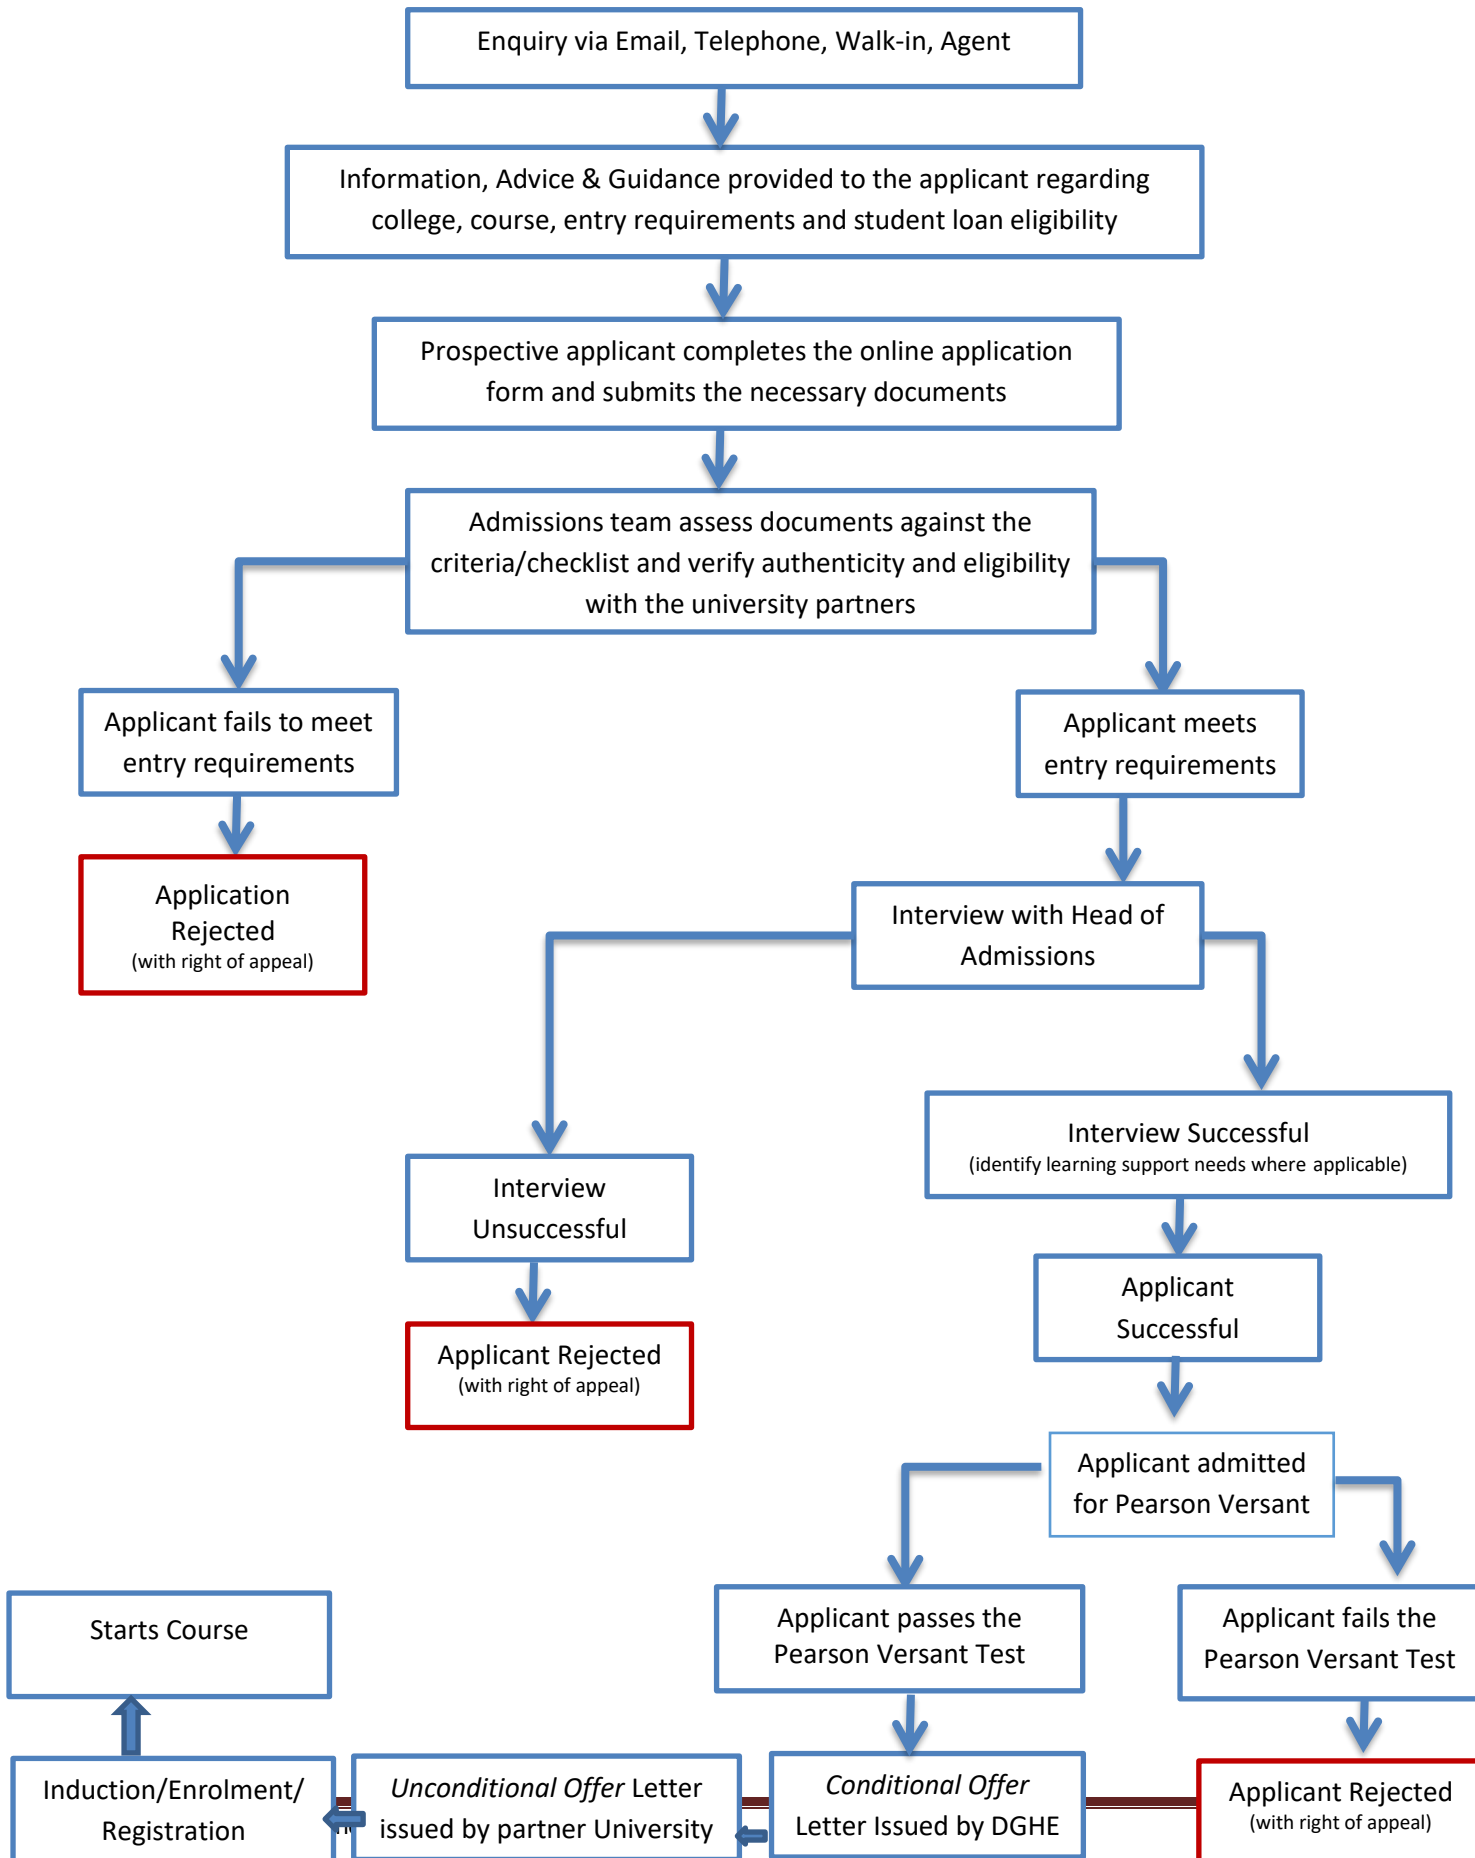 Enquiry via Email, Telephone, Walk-in, Agent
Information, Advice & Guidance provided to the applicant regarding
college, course, entry requirements and student loan eligibility
Prospective applicant completes the online application
form and submits the necessary documents
Admissions team assess documents against the
criteria/checklist and verify authenticity and eligibility
with the university partners
Applicant fails to meet
entry requirements
Applicant meets
entry requirements
Application
Rejected
(with right of appeal)
Interview with Head of
Admissions
Interview Successful
(identify learning support needs where applicable)
Interview
Unsuccessful
Applicant
Successful
Applicant Rejected
(with right of appeal)
Applicant admitted
for Pearson Versant
Starts Course
Applicant passes the
Pearson Versant Test
Applicant fails the
Pearson Versant Test
Induction/Enrolment/
Registration
Unconditional Offer Letter
issued by partner University
Conditional Offer
Letter Issued by DGHE
Applicant Rejected
(with right of appeal)